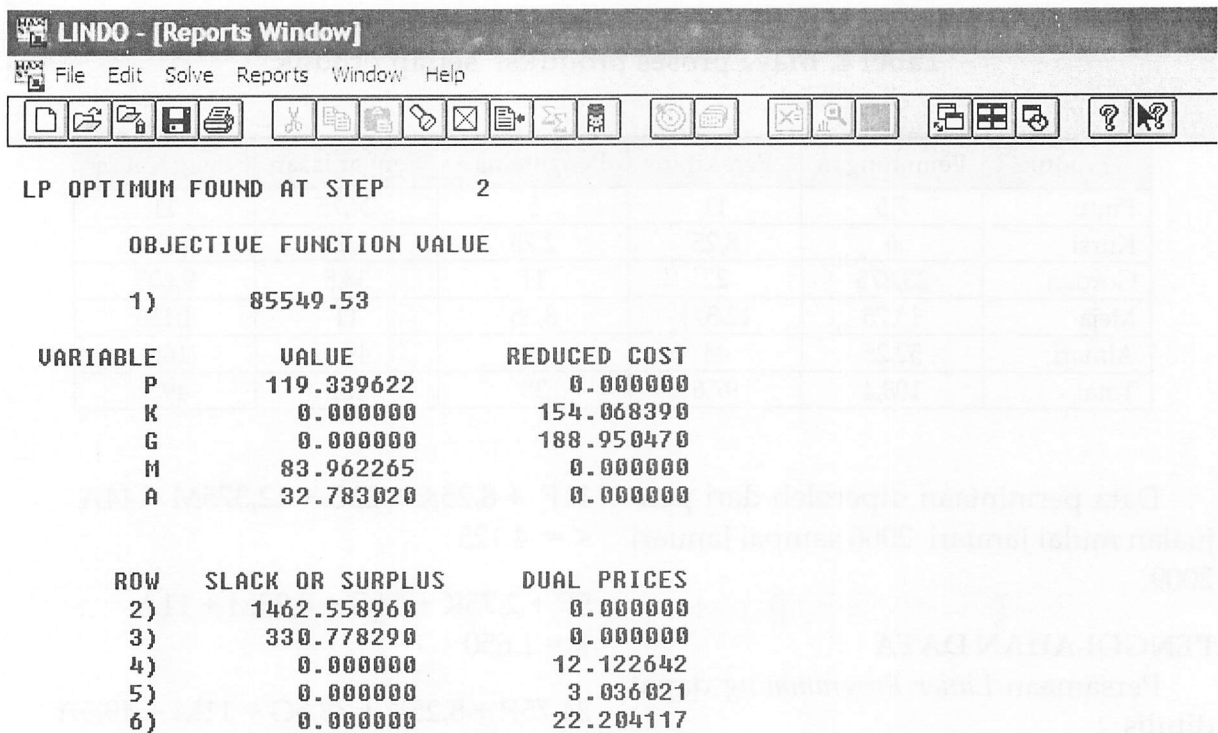 LINDO - [Reports Window]
File Edit Solve Reports Window Help
LP OPTIMUM FOUND AT STEP 2
OBJECTIVE FUNCTION VALUE
1) 85549.53
VARIABLE VALUE REDUCED COST
P 119.339622 0.000000
K 0.000000 154.068390
G 0.000000 188.950470
M 83.962265 0.000000
A 32.783020 0.000000
ROW SLACK OR SURPLUS DUAL PRICES
2) 1462.558960 0.000000
3) 330.778290 0.000000
4) 0.000000 12.122642
5) 0.000000 3.036021
6) 0.000000 22.204117